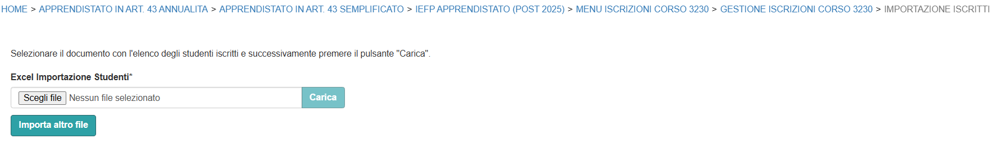 HOME > APPRENDISTATO IN ART. 43 ANNUALITA > APPRENDISTATO IN ART. 43 SEMPLIFICATO > IEFP APPRENDISTATO (POST 2025) > MENU ISCRIZIONI CORSO 3230 > GESTIONE ISCRIZIONI CORSO 3230 > IMPORTAZIONE ISCRITTI
Selezionare il documento con l'elenco degli studenti iscritti e successivamente premere il pulsante "Carica".
Excel Importazione Studenti*
Scegli file Nessun file selezionato Carica
Importa altro file